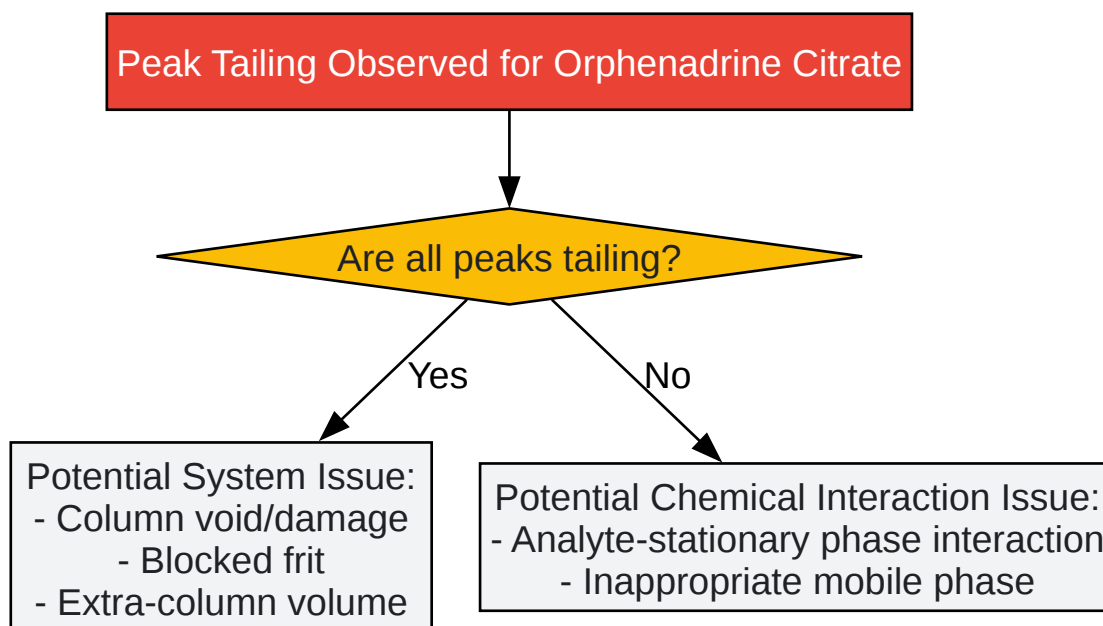 Peak Tailing Observed for Orphenadrine Citrate
Are all peaks tailing?
Yes
No
Potential System Issue:
- Column void/damage
- Blocked frit
- Extra-column volume
Potential Chemical Interaction Issue:
- Analyte-stationary phase interaction
- Inappropriate mobile phase